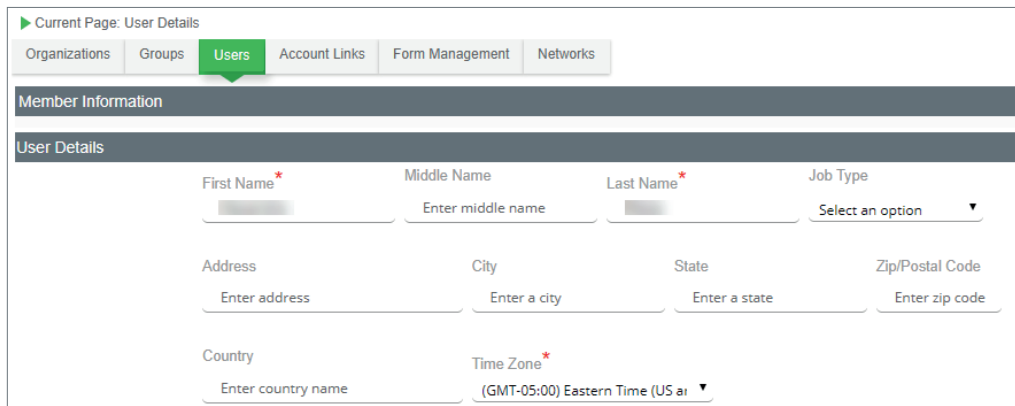 Current Page: User Details
Organizations Groups Users Account Links Form Management Networks
Member Information
User Details
First Name* Middle Name Last Name* Job Type
Enter middle name Select an option
Address City State Zip/Postal Code
Enter address Enter a city Enter a state Enter zip code
Country Time Zone*
Enter country name (GMT-05:00) Eastern Time (US